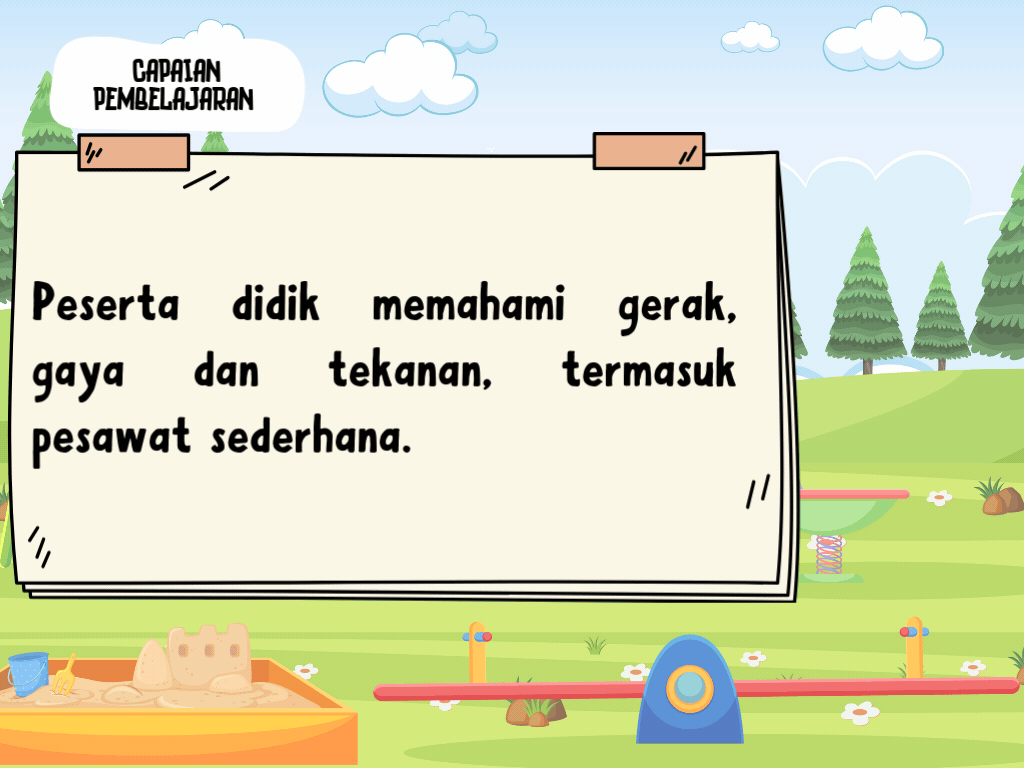 CAPAIAN
PEMBELAJARAN
Peserta didik memahami gerak,
gaya dan tekanan, termasuk
pesawat sederhana.